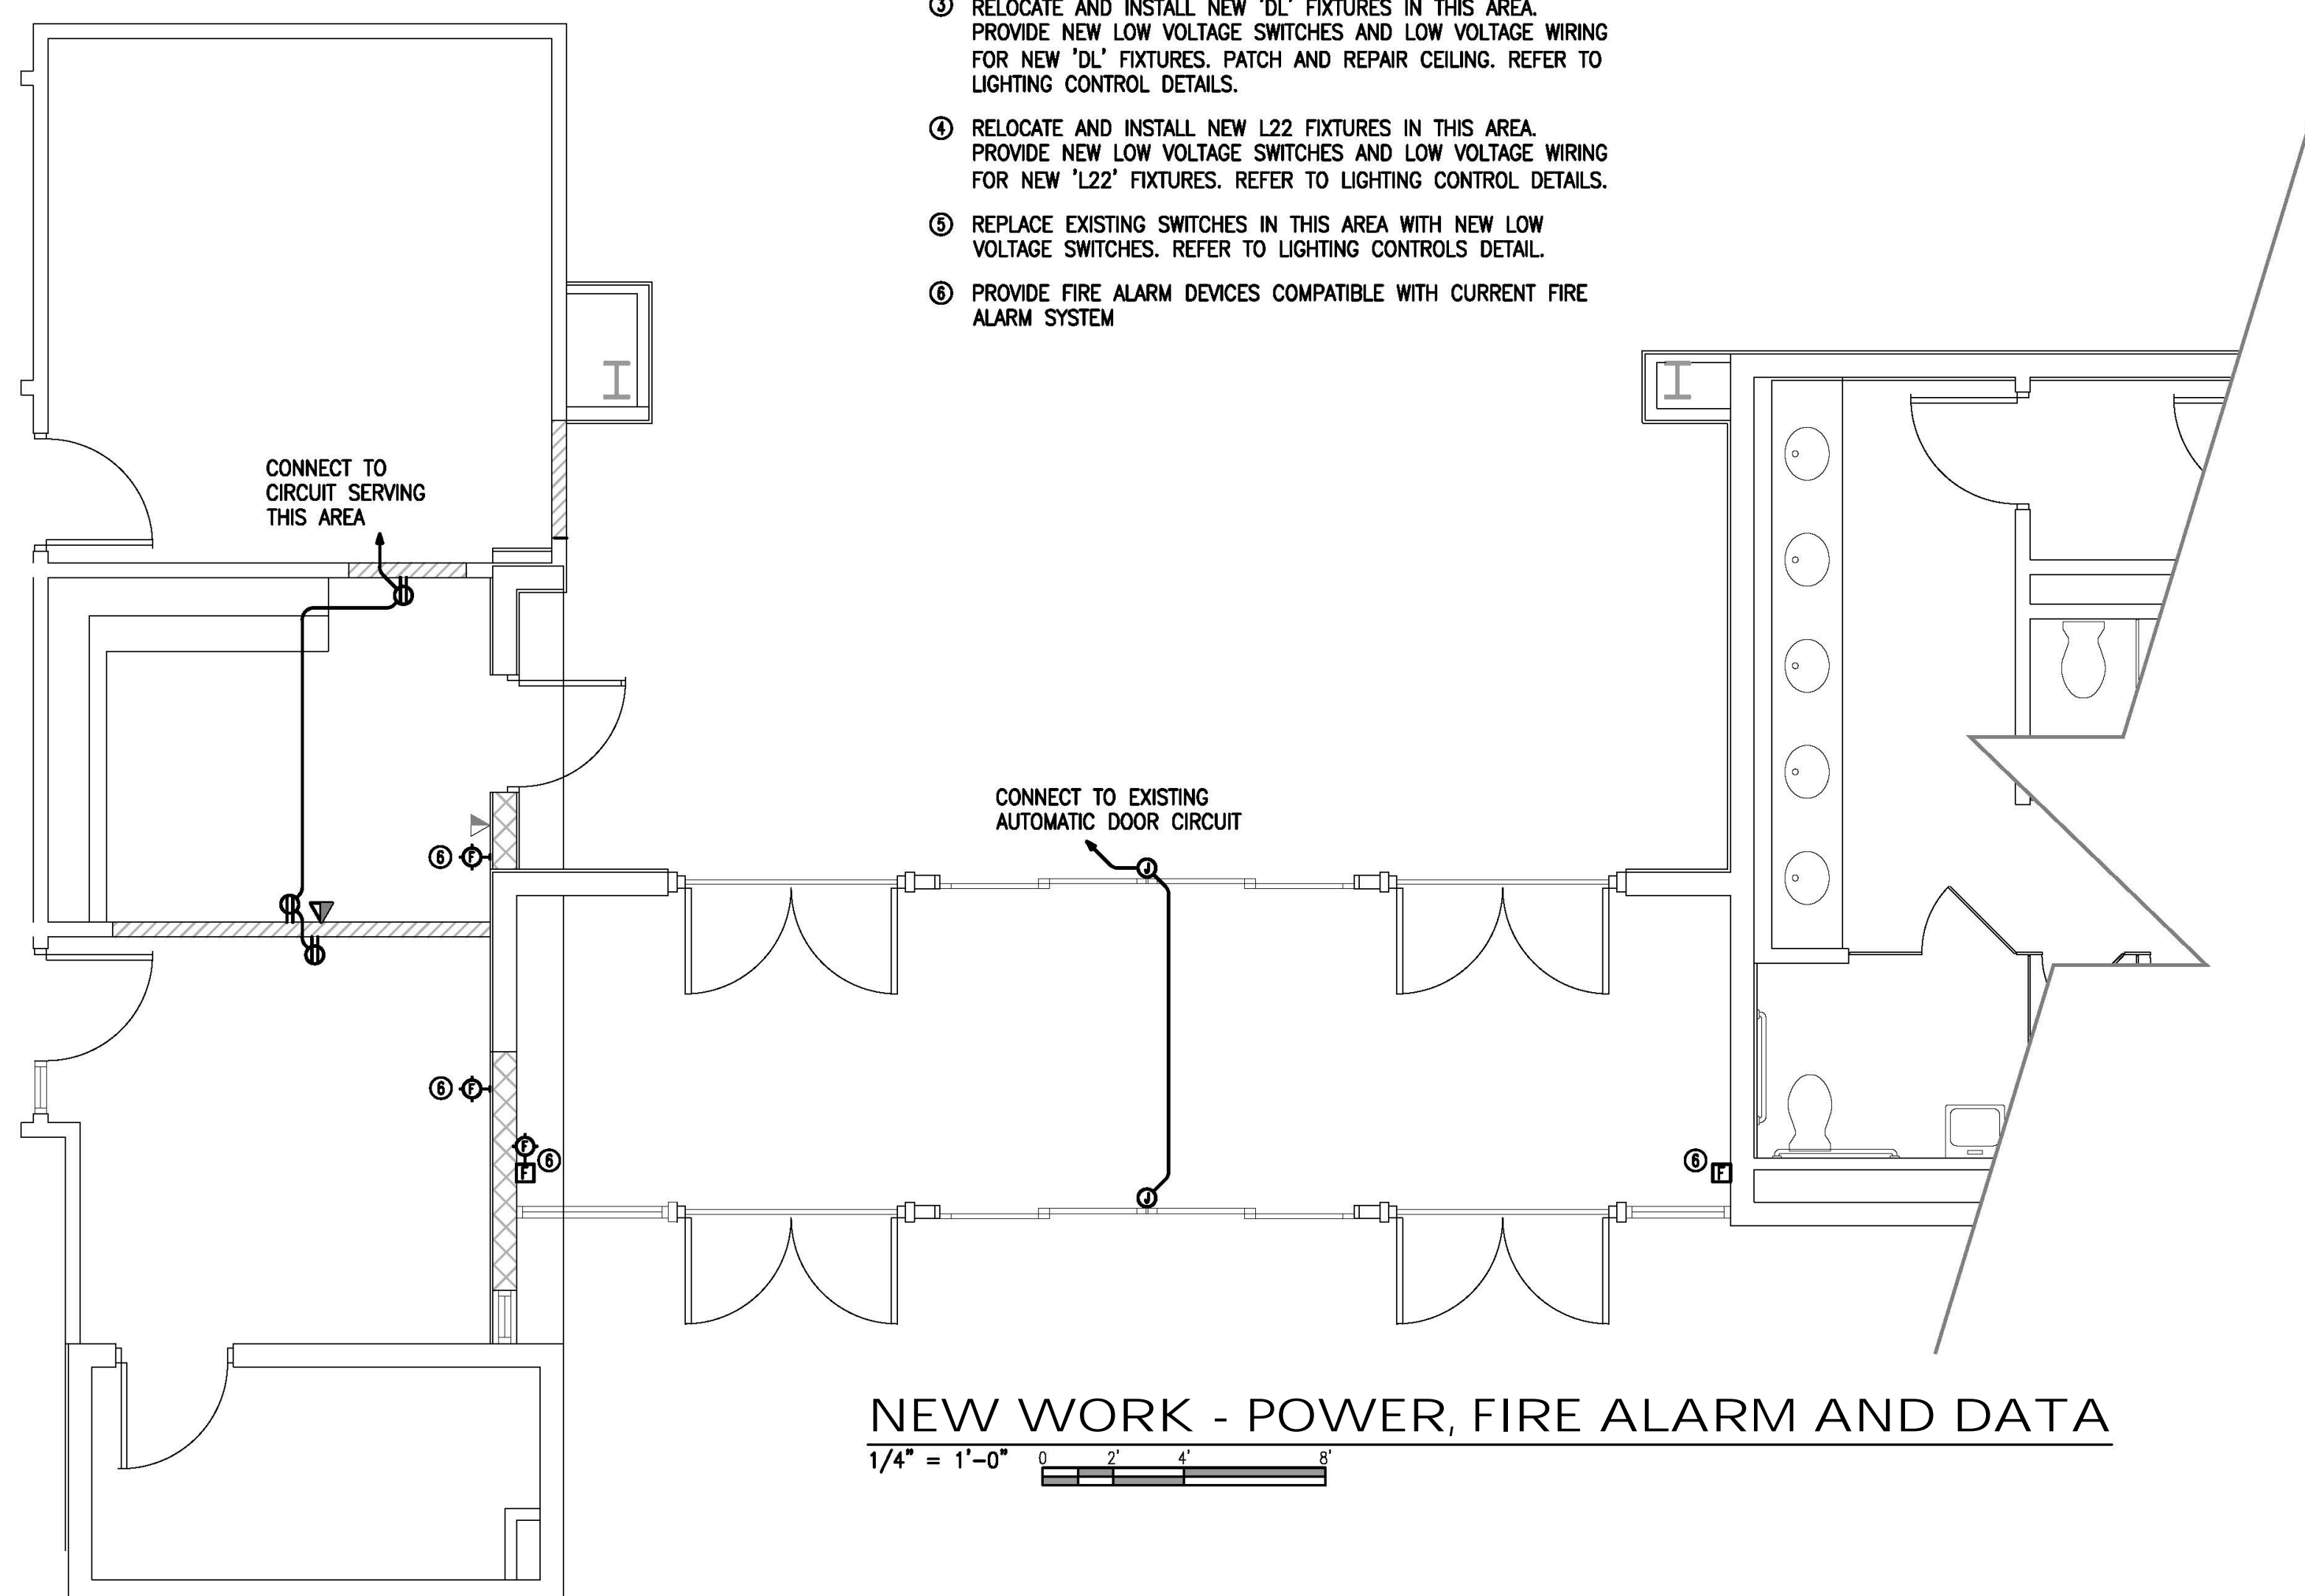 ③ RELOCATE AND INSTALL NEW 'DL' FIXTURES IN THIS AREA.
PROVIDE NEW LOW VOLTAGE SWITCHES AND LOW VOLTAGE WIRING
FOR NEW 'DL' FIXTURES. PATCH AND REPAIR CEILING. REFER TO
LIGHTING CONTROL DETAILS.
④ RELOCATE AND INSTALL NEW L22 FIXTURES IN THIS AREA.
PROVIDE NEW LOW VOLTAGE SWITCHES AND LOW VOLTAGE WIRING
FOR NEW 'L22' FIXTURES. REFER TO LIGHTING CONTROL DETAILS.
⑤ REPLACE EXISTING SWITCHES IN THIS AREA WITH NEW LOW
VOLTAGE SWITCHES. REFER TO LIGHTING CONTROLS DETAIL.
⑥ PROVIDE FIRE ALARM DEVICES COMPATIBLE WITH CURRENT FIRE
ALARM SYSTEM
CONNECT TO
CIRCUIT SERVING
THIS AREA
CONNECT TO EXISTING
AUTOMATIC DOOR CIRCUIT
J
⑥ F
⑥ F
F
⑥
F
⑥
F
J
NEW WORK - POWER, FIRE ALARM AND DATA
1/4" = 1'-0"
0 2' 4' 8'